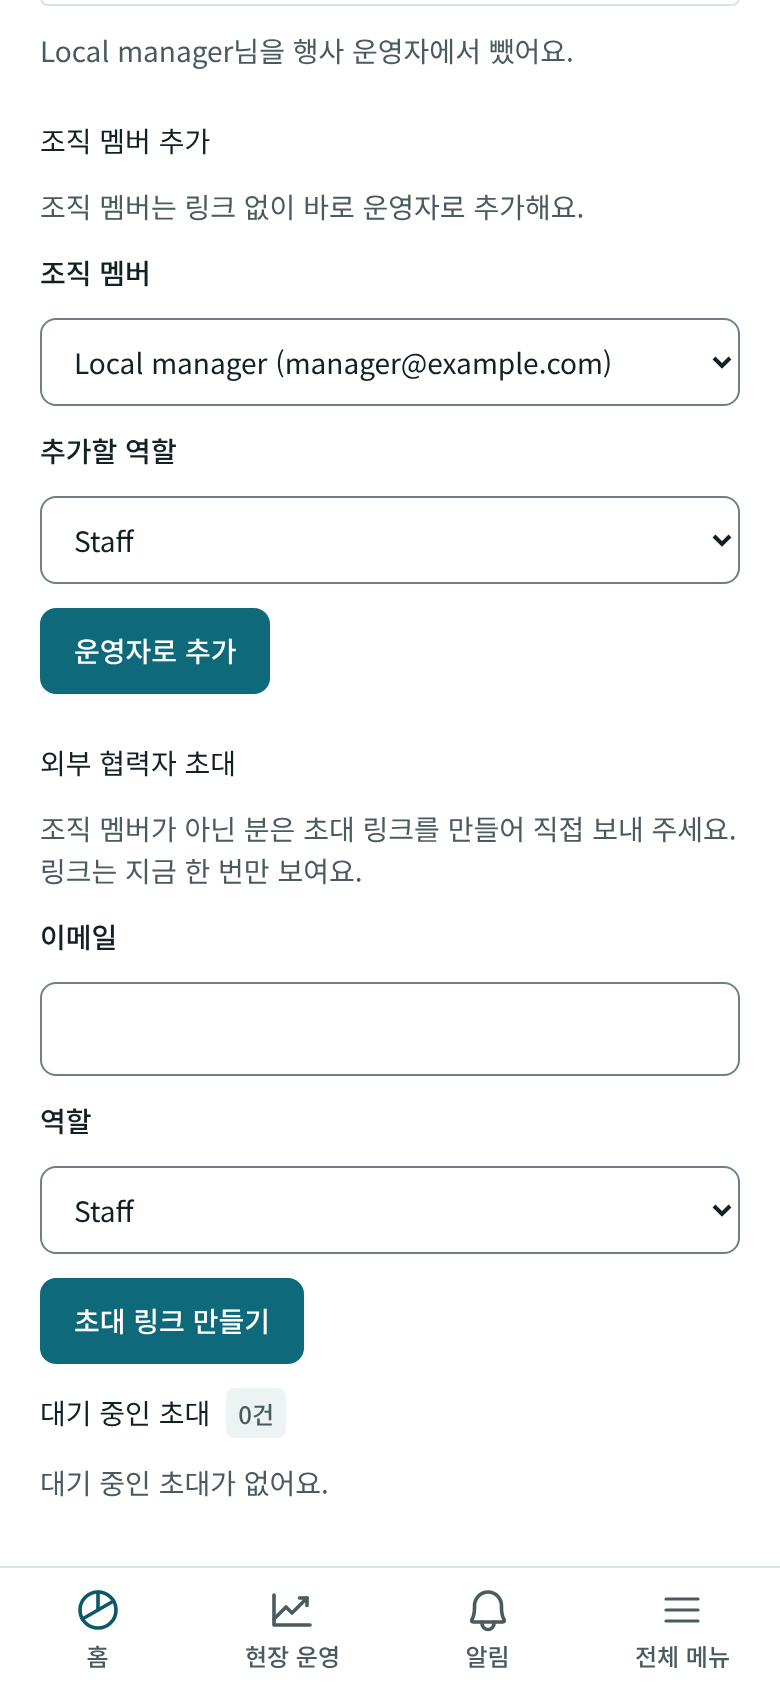 Local manager님을 행사 운영자에서 뺐어요.
조직 멤버 추가
조직 멤버는 링크 없이 바로 운영자로 추가해요.
조직 멤버
Local manager (manager@example.com)
추가할 역할
Staff
운영자로 추가
외부 협력자 초대
조직 멤버가 아닌 분은 초대 링크를 만들어 직접 보내 주세요.
링크는 지금 한 번만 보여요.
이메일
역할
Staff
초대 링크 만들기
대기 중인 초대 0건
대기 중인 초대가 없어요.
홈 현장 운영 알림 전체 메뉴